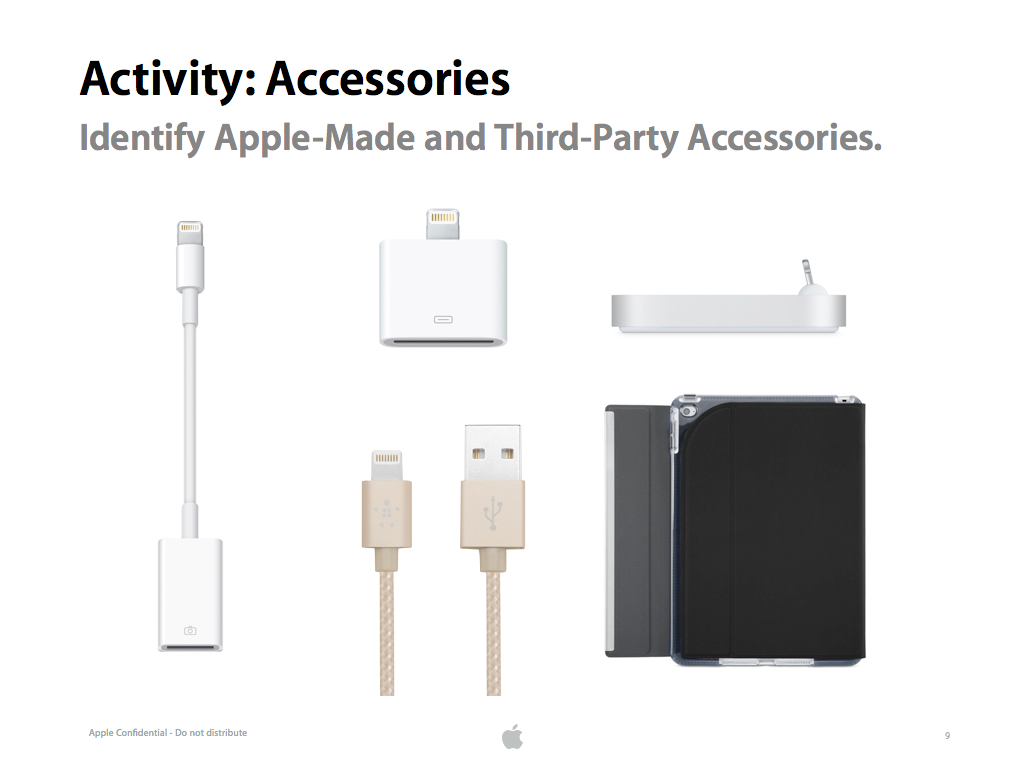 Activity: Accessories
Identify Apple-Made and Third-Party Accessories.
Apple Confidential - Do not distribute
9